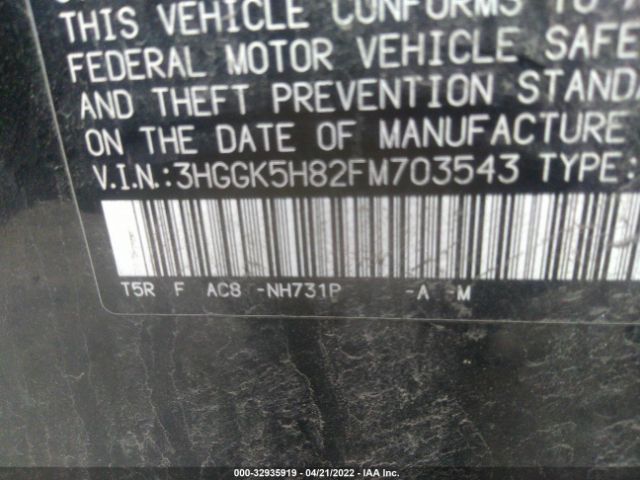 THIS VEHICLE CONFORMS TO
FEDERAL MOTOR VEHICLE SAFE
AND THEFT PREVENTION STANDA
ON THE DATE OF MANUFACTURE
V.I.N.:3HGGK5H82FM703543 TYPE:
T5R F AC8 -NH731P -A M
000-32935919 - 04/21/2022 - IAA Inc.